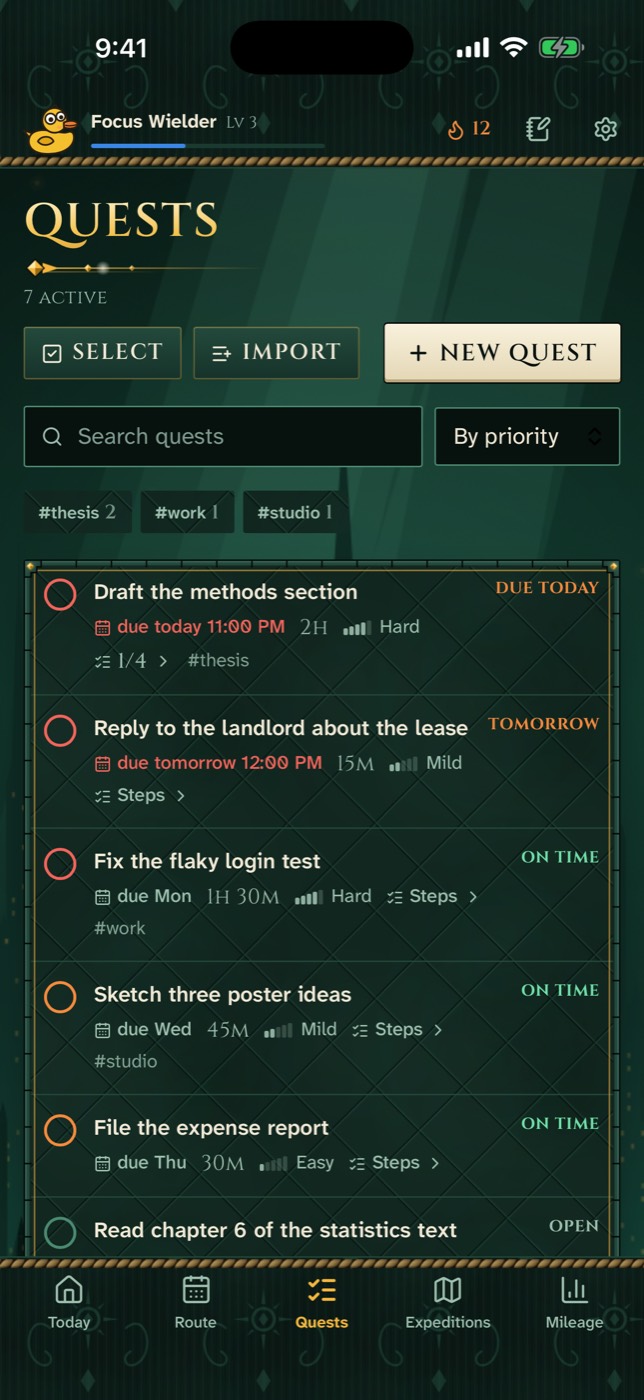 9:41
Focus Wielder Lv 3
12
QUESTS
7 ACTIVE
SELECT
IMPORT
+ NEW QUEST
Search quests
By priority
#thesis 2
#work 1
#studio 1
Draft the methods section
DUE TODAY
due today 11:00 PM 2H Hard
1/4 > #thesis
Reply to the landlord about the lease
TOMORROW
due tomorrow 12:00 PM 15M Mild
Steps >
Fix the flaky login test
ON TIME
due Mon 1H 30M Hard Steps >
#work
Sketch three poster ideas
ON TIME
due Wed 45M Mild Steps >
#studio
File the expense report
ON TIME
due Thu 30M Easy Steps >
Read chapter 6 of the statistics text
OPEN
Today
Route
Quests
Expeditions
Mileage